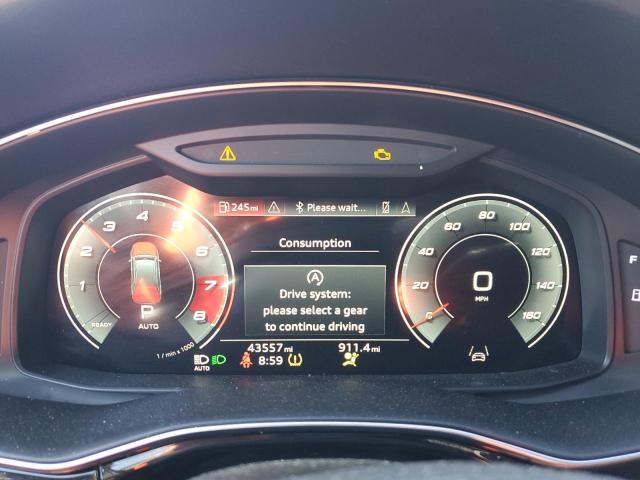 245mi Please wait...
Consumption
Drive system:
please select a gear
to continue driving
43557mi 911.4mi
8:59
1 2 3 4 5 6 7 8
READY
P
AUTO
1 / min x 1000
AUTO
0 20 40 60 80 100 120 140 160
0
MPH
F